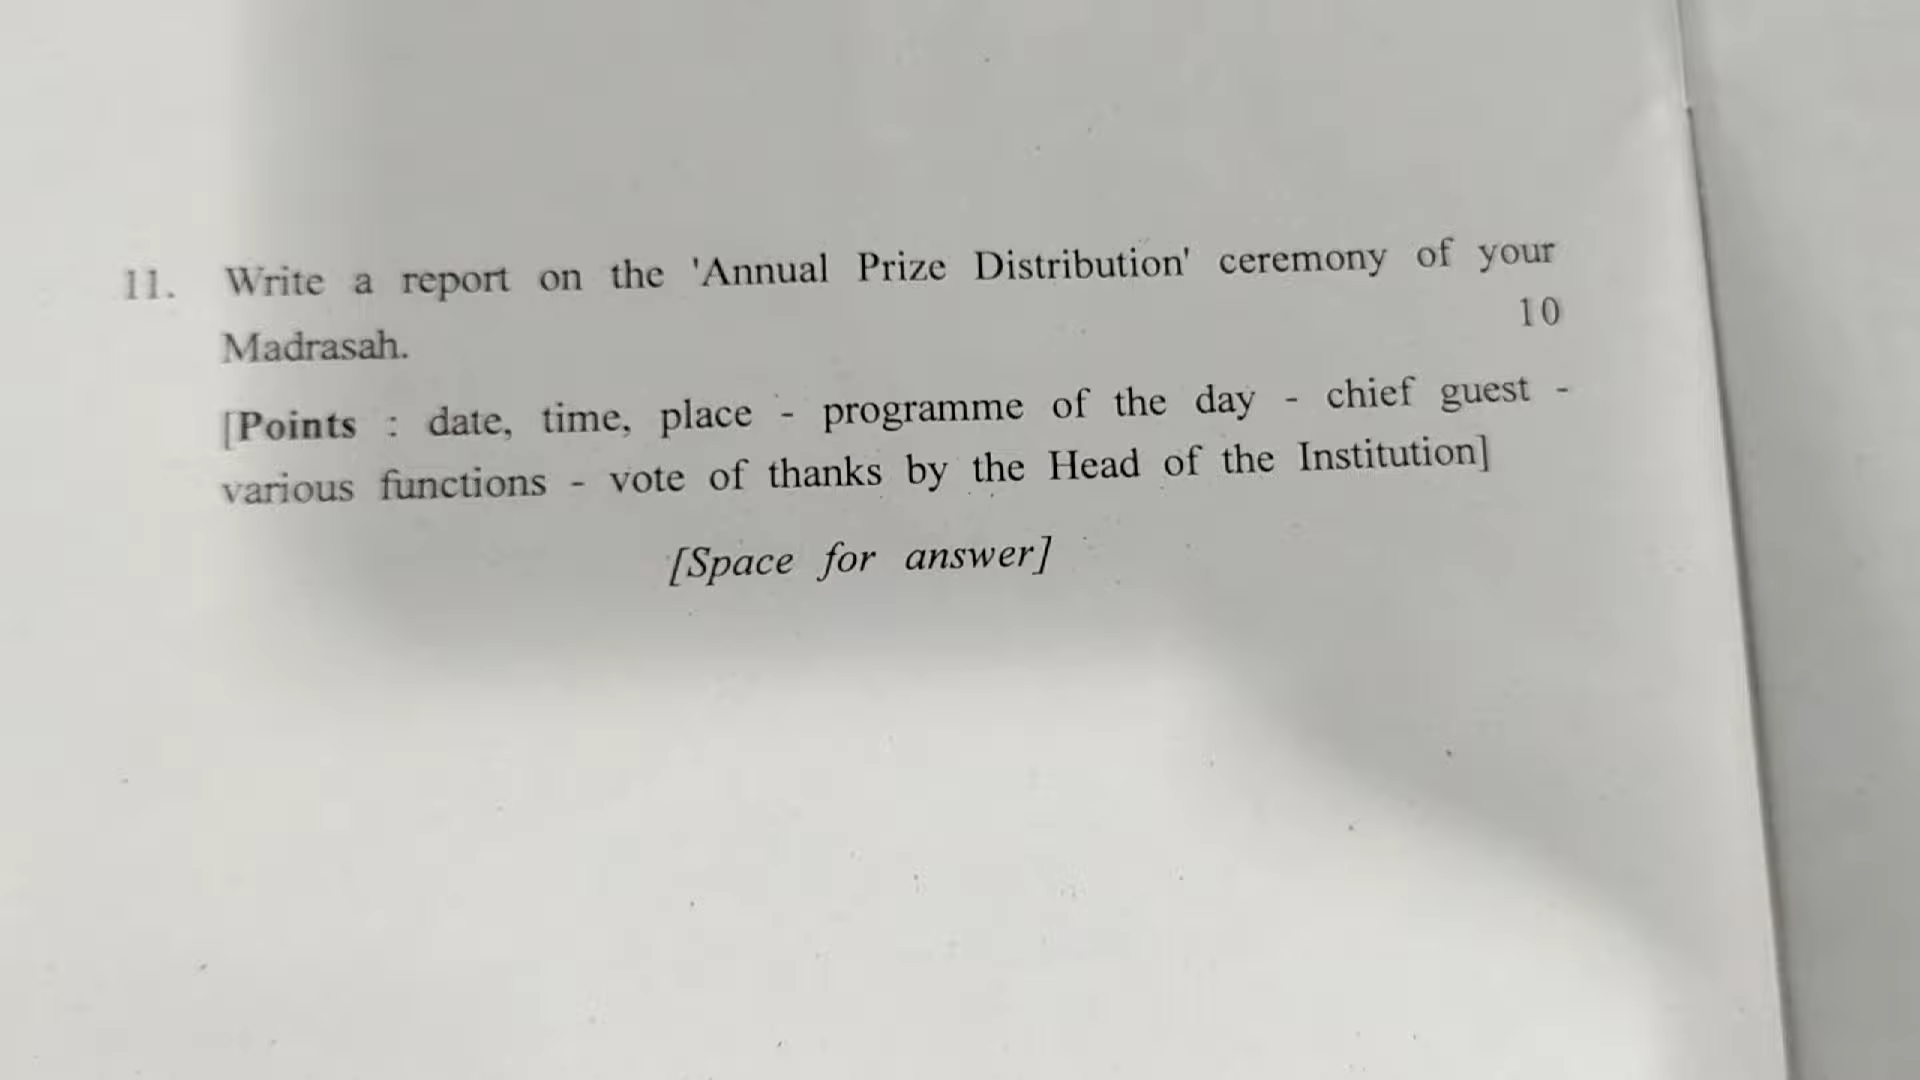 11. Write a report on the 'Annual Prize Distribution' ceremony of your
Madrasah. 10
[Points : date, time, place - programme of the day - chief guest -
various functions - vote of thanks by the Head of the Institution]
[Space for answer]